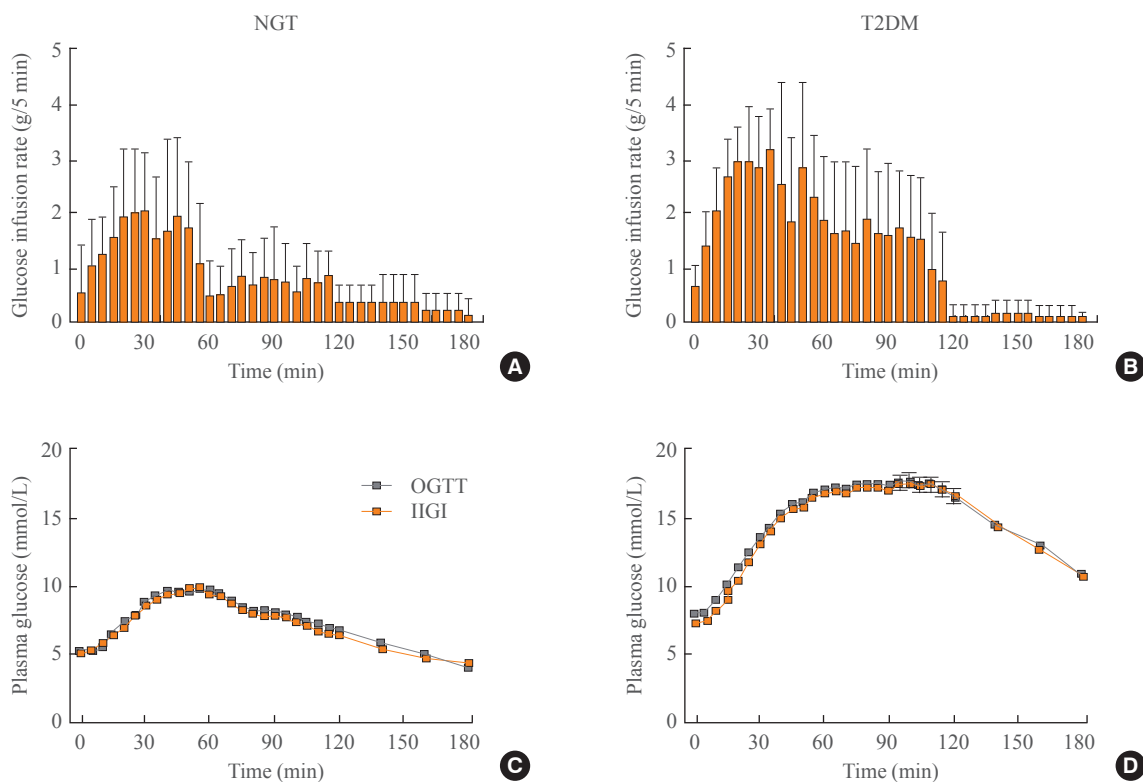 NGT
Glucose infusion rate (g/5 min)
5
4
3
2
1
0
0 30 60 90 120 150 180
Time (min)
A
T2DM
Glucose infusion rate (g/5 min)
5
4
3
2
1
0
0 30 60 90 120 150 180
Time (min)
B
Plasma glucose (mmol/L)
20
15
10
5
0
OGTT
IIGI
0 30 60 90 120 150 180
Time (min)
C
Plasma glucose (mmol/L)
20
15
10
5
0
0 30 60 90 120 150 180
Time (min)
D